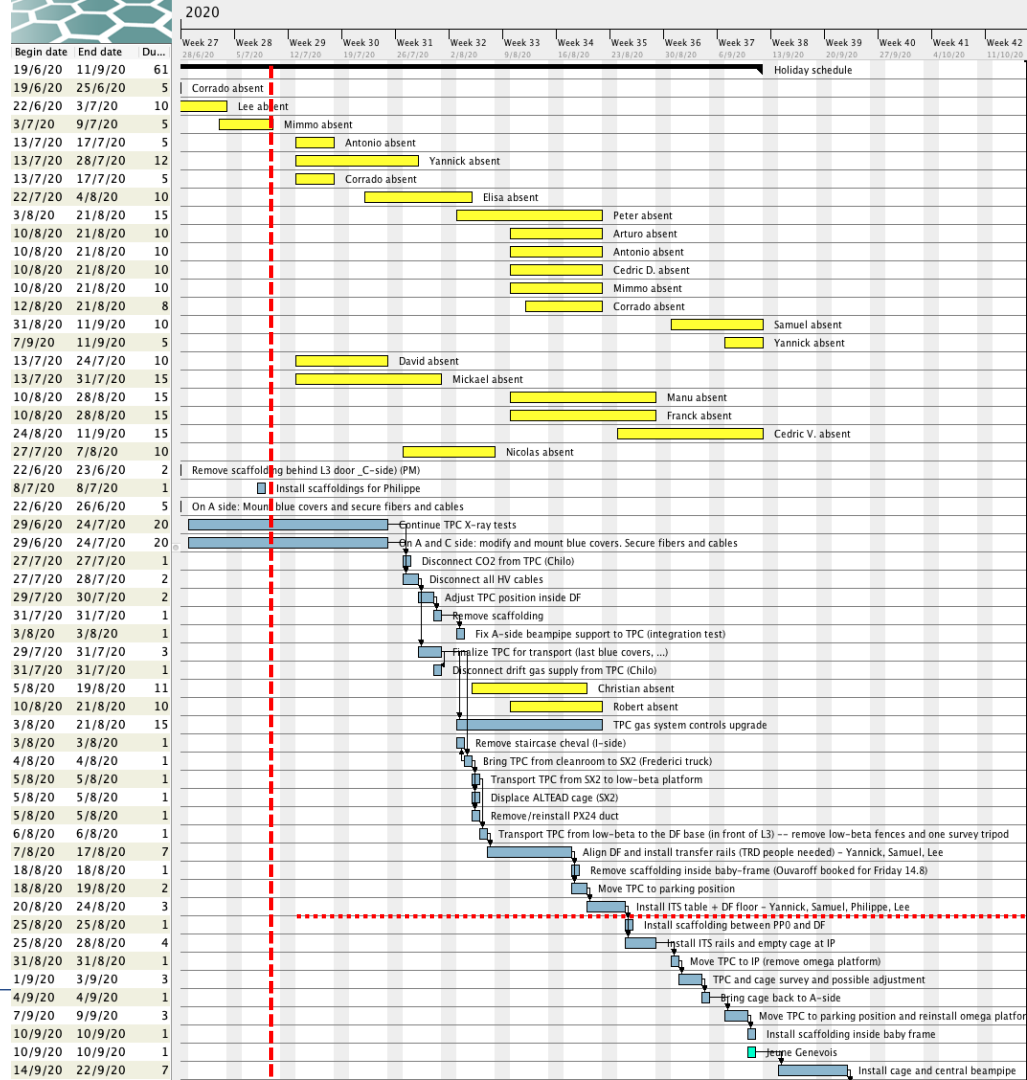 2020
Begin date End date Du... Week 27 Week 28 Week 29 Week 30 Week 31 Week 32 Week 33 Week 34 Week 35 Week 36 Week 37 Week 38 Week 39 Week 40 Week 41 Week 42
28/6/20 5/7/20 12/7/20 19/7/20 26/7/20 2/8/20 9/8/20 16/8/20 23/8/20 30/8/20 6/9/20 13/9/20 20/9/20 27/9/20 4/10/20 11/10/20
19/6/20 11/9/20 61 Holiday schedule
19/6/20 25/6/20 5 Corrado absent
22/6/20 3/7/20 10 Lee absent
3/7/20 9/7/20 5 Mimmo absent
13/7/20 17/7/20 5 Antonio absent
13/7/20 28/7/20 12 Yannick absent
13/7/20 17/7/20 5 Corrado absent
22/7/20 4/8/20 10 Elisa absent
3/8/20 21/8/20 15 Peter absent
10/8/20 21/8/20 10 Arturo absent
10/8/20 21/8/20 10 Antonio absent
10/8/20 21/8/20 10 Cedric D. absent
10/8/20 21/8/20 10 Mimmo absent
12/8/20 21/8/20 8 Corrado absent
31/8/20 11/9/20 10 Samuel absent
7/9/20 11/9/20 5 Yannick absent
13/7/20 24/7/20 10 David absent
13/7/20 31/7/20 15 Mickael absent
10/8/20 28/8/20 15 Manu absent
10/8/20 28/8/20 15 Franck absent
24/8/20 11/9/20 15 Cedric V. absent
27/7/20 7/8/20 10 Nicolas absent
22/6/20 23/6/20 2 Remove scaffolding behind L3 door _C-side) (PM)
8/7/20 8/7/20 1 Install scaffoldings for Philippe
22/6/20 26/6/20 5 On A side: Mount blue covers and secure fibers and cables
29/6/20 24/7/20 20 Continue TPC X-ray tests
29/6/20 24/7/20 20 On A and C side: modify and mount blue covers. Secure fibers and cables
27/7/20 27/7/20 1 Disconnect CO2 from TPC (Chilo)
27/7/20 28/7/20 2 Disconnect all HV cables
29/7/20 30/7/20 2 Adjust TPC position inside DF
31/7/20 31/7/20 1 Remove scaffolding
3/8/20 3/8/20 1 Fix A-side beampipe support to TPC (integration test)
29/7/20 31/7/20 3 Finalize TPC for transport (last blue covers, ...)
31/7/20 31/7/20 1 Disconnect drift gas supply from TPC (Chilo)
5/8/20 19/8/20 11 Christian absent
10/8/20 21/8/20 10 Robert absent
3/8/20 21/8/20 15 TPC gas system controls upgrade
3/8/20 3/8/20 1 Remove staircase cheval (I-side)
4/8/20 4/8/20 1 Bring TPC from cleanroom to SX2 (Frederici truck)
5/8/20 5/8/20 1 Transport TPC from SX2 to low-beta platform
5/8/20 5/8/20 1 Displace ALTEAD cage (SX2)
5/8/20 5/8/20 1 Remove/reinstall PX24 duct
6/8/20 6/8/20 1 Transport TPC from low-beta to the DF base (in front of L3) -- remove low-beta fences and one survey tripod
7/8/20 17/8/20 7 Align DF and install transfer rails (TRD people needed) - Yannick, Samuel, Lee
18/8/20 18/8/20 1 Remove scaffolding inside baby-frame (Ouvaroff booked for Friday 14.8)
18/8/20 19/8/20 2 Move TPC to parking position
20/8/20 24/8/20 3 Install ITS table + DF floor - Yannick, Samuel, Philippe, Lee
25/8/20 25/8/20 1 Install scaffolding between PP0 and DF
25/8/20 28/8/20 4 Install ITS rails and empty cage at IP
31/8/20 31/8/20 1 Move TPC to IP (remove omega platform)
1/9/20 3/9/20 3 TPC and cage survey and possible adjustment
4/9/20 4/9/20 1 Bring cage back to A-side
7/9/20 9/9/20 3 Move TPC to parking position and reinstall omega platfor
10/9/20 10/9/20 1 Install scaffolding inside baby frame
10/9/20 10/9/20 1 Jeune Genevois
14/9/20 22/9/20 7 Install cage and central beampipe